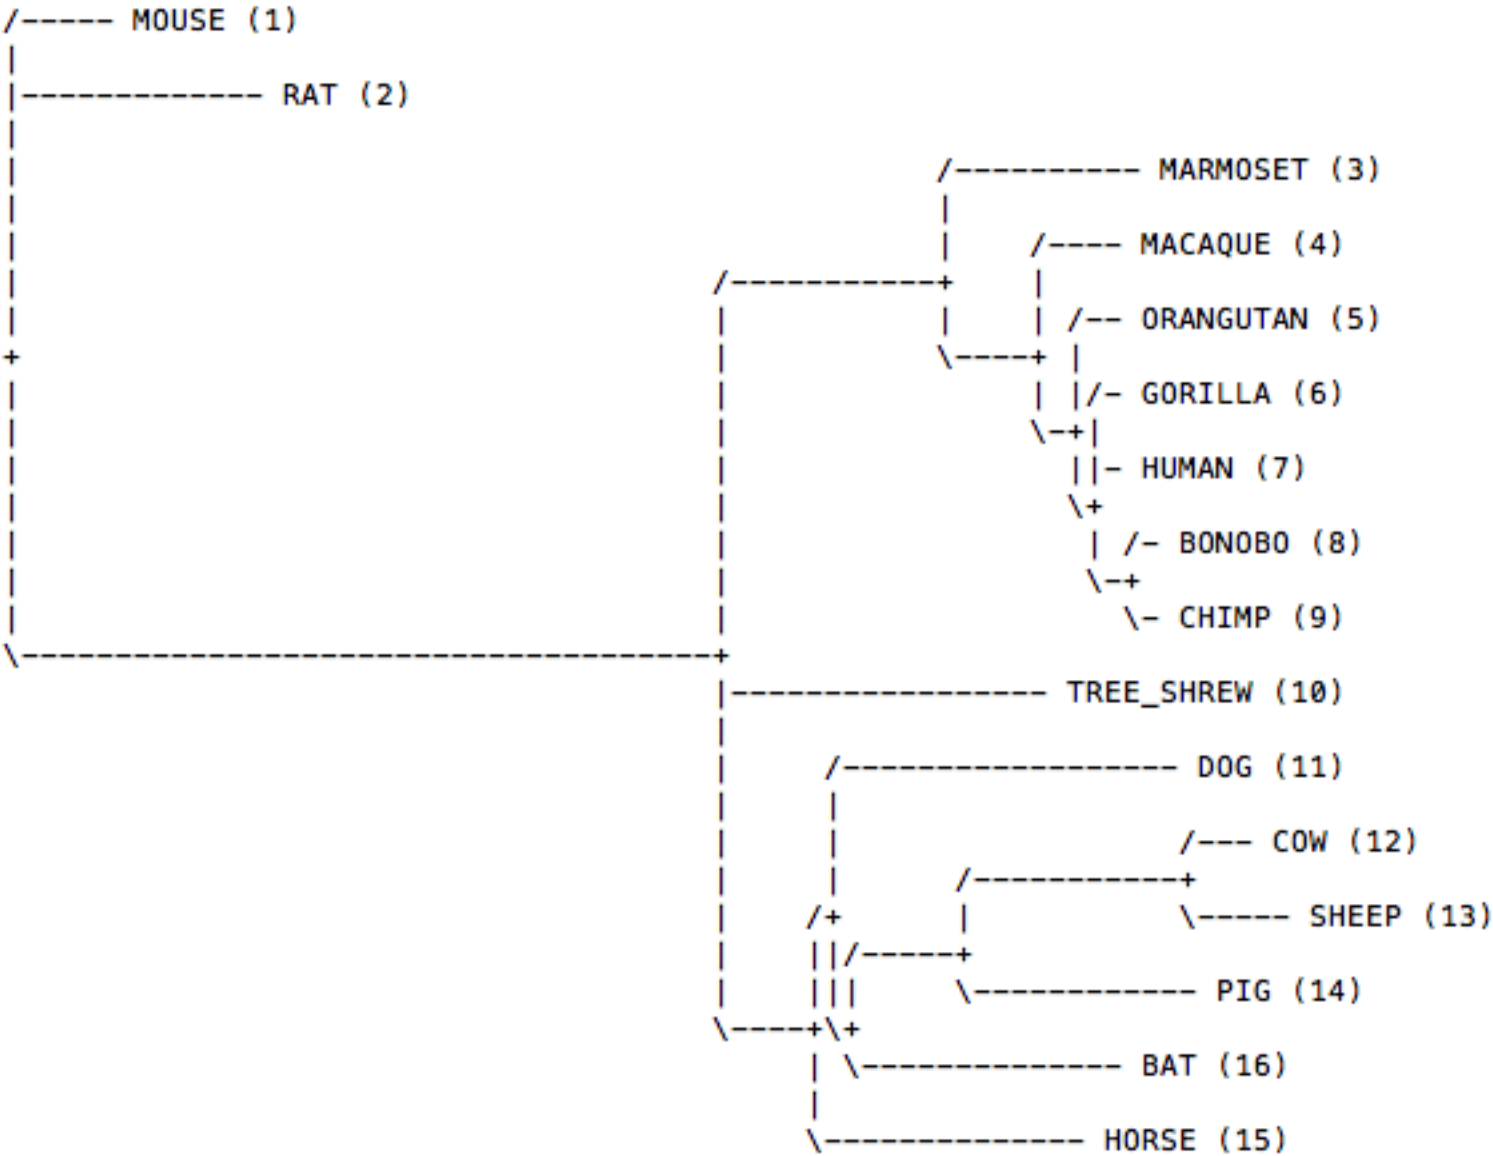 MOUSE (1)
RAT (2)
MARMOSET (3)
MACAQUE (4)
ORANGUTAN (5)
GORILLA (6)
HUMAN (7)
BONOBO (8)
CHIMP (9)
TREE_SHREW (10)
DOG (11)
COW (12)
SHEEP (13)
PIG (14)
BAT (16)
HORSE (15)